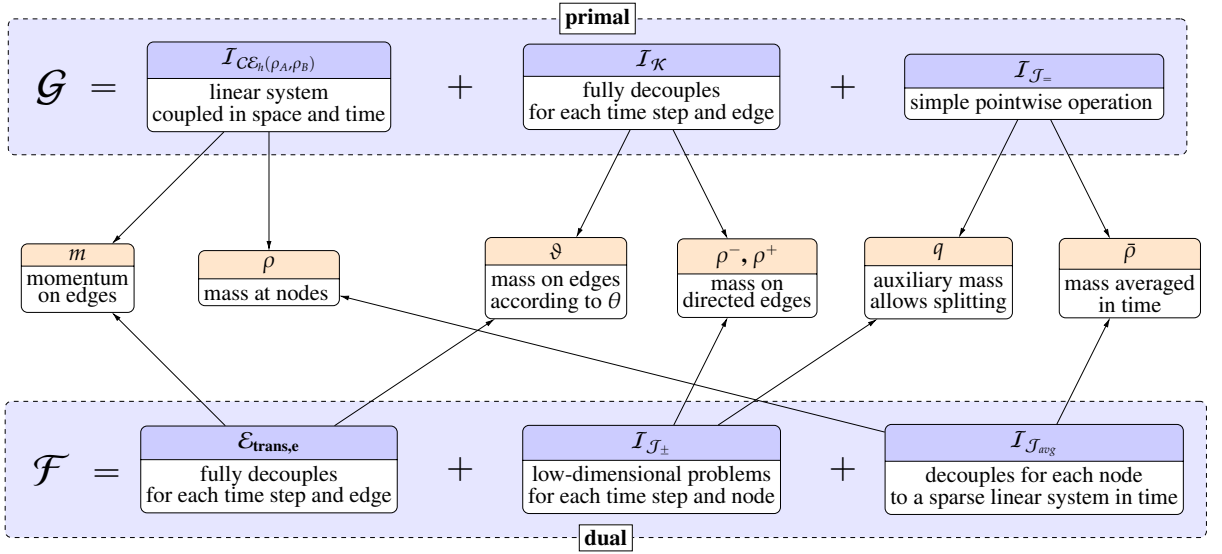 primal
𝒢 = ℐ_{𝒞ℰ_h(ρ_A,ρ_B)} + ℐ_𝒦 + ℐ_{𝒥_=}
linear system
coupled in space and time
fully decouples
for each time step and edge
simple pointwise operation
m
momentum
on edges
ρ
mass at nodes
ϑ
mass on edges
according to θ
ρ⁻, ρ⁺
mass on
directed edges
q
auxiliary mass
allows splitting
ρ̄
mass averaged
in time
ℱ = ℰ_{trans,e} + ℐ_{𝒥_±} + ℐ_{𝒥_{avg}}
fully decouples
for each time step and edge
low-dimensional problems
for each time step and node
decouples for each node
to a sparse linear system in time
dual